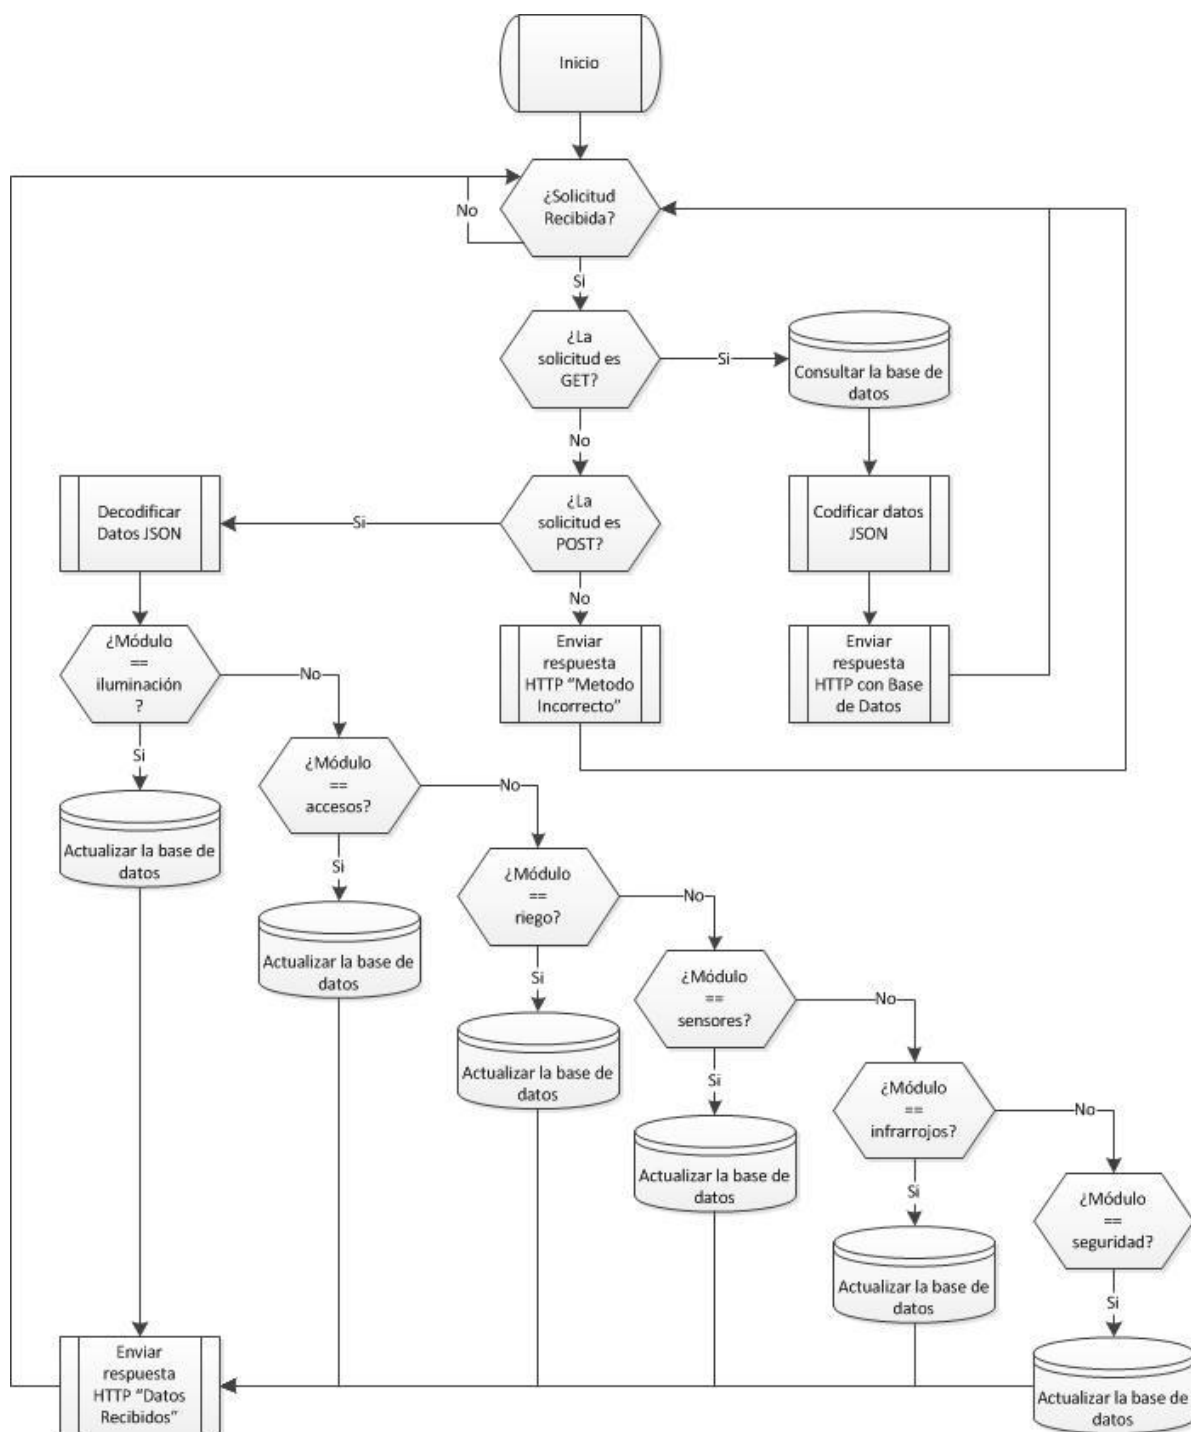 Inicio
¿Solicitud
Recibida?
No
Si
¿La
solicitud es
GET?
Si
Consultar la base de
datos
No
Decodificar
Datos JSON
Si
¿La
solicitud es
POST?
Codificar datos
JSON
No
¿Módulo
==
iluminación
?
No
Enviar
respuesta
HTTP “Metodo
Incorrecto”
Enviar
respuesta
HTTP con Base
de Datos
Si
¿Módulo
==
accesos?
No
Actualizar la base de
datos
Si
¿Módulo
==
riego?
No
Actualizar la base de
datos
Si
¿Módulo
==
sensores?
No
Actualizar la base de
datos
Si
¿Módulo
==
infrarrojos?
No
Actualizar la base de
datos
Si
¿Módulo
==
seguridad?
Actualizar la base de
datos
Si
Enviar
respuesta
HTTP “Datos
Recibidos”
Actualizar la base de
datos